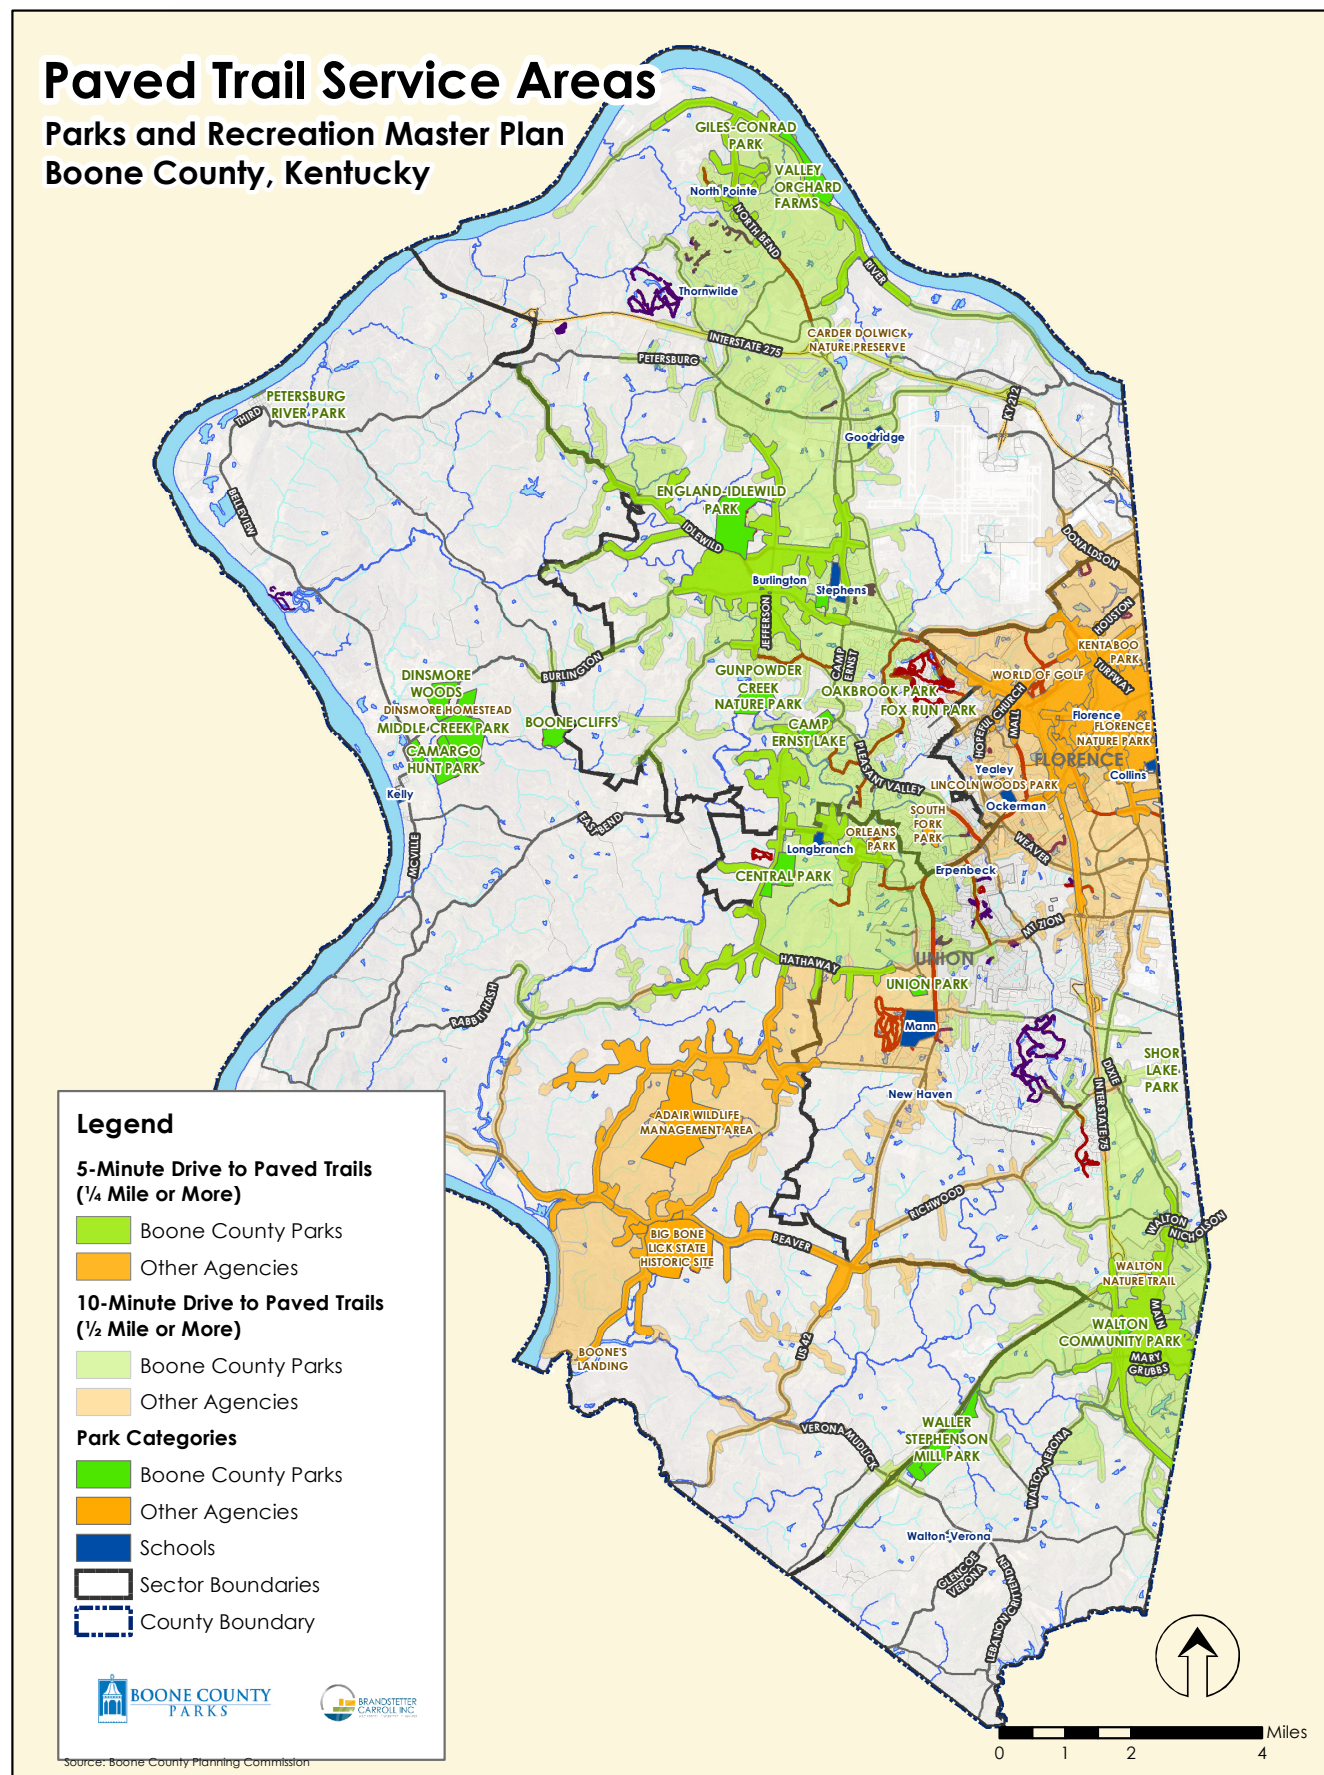 Paved Trail Service Areas
Parks and Recreation Master Plan
Boone County, Kentucky
GILES-CONRAD
PARK
VALLEY
ORCHARD
FARMS
North Pointe
NORTH BEND
RIVER
Thornwilde
CARDER DOLWICK
NATURE PRESERVE
INTERSTATE 275
PETERSBURG
KY 212
PETERSBURG
RIVER PARK
THIRD
Goodridge
BELLEVIEW
ENGLAND-IDLEWILD
PARK
IDLEWILD
DONALDSON
Burlington
Stephens
HOUSTON
JEFFERSON
CAMP
ERNST
KENTABOO
PARK
TURFWAY
BURLINGTON
DINSMORE
WOODS
DINSMORE HOMESTEAD
MIDDLE CREEK PARK
CAMARGO
HUNT PARK
BOONE CLIFFS
GUNPOWDER
CREEK
NATURE PARK
OAKBROOK PARK
FOX RUN PARK
WORLD OF GOLF
HOPEFUL CHURCH
MALL
Florence
FLORENCE
NATURE PARK
FLORENCE
CAMP
ERNST LAKE
PLEASANT VALLEY
Yealey
LINCOLN WOODS PARK
Collins
Ockerman
Kelly
EAST BEND
SOUTH
FORK
PARK
ORLEANS
PARK
Longbranch
WEAVER
MCVILLE
CENTRAL PARK
Erpenbeck
MT ZION
HATHAWAY
UNION
UNION PARK
RABBIT HASH
Mann
SHOR
LAKE
PARK
DIXIE
INTERSTATE 75
New Haven
ADAIR WILDLIFE
MANAGEMENT AREA
RICHWOOD
WALTON
NICHOLSON
BIG BONE
LICK STATE
HISTORIC SITE
BEAVER
WALTON
NATURE TRAIL
MAIN
WALTON
COMMUNITY PARK
US 42
BOONE'S
LANDING
MARY
GRUBBS
WALLER
STEPHENSON
MILL PARK
VERONA MUDLICK
WALTON-VERONA
Walton-Verona
GLENCOE
VERONA
LEBANON CRITTENDEN
Legend
5-Minute Drive to Paved Trails
(¼ Mile or More)
Boone County Parks
Other Agencies
10-Minute Drive to Paved Trails
(½ Mile or More)
Boone County Parks
Other Agencies
Park Categories
Boone County Parks
Other Agencies
Schools
Sector Boundaries
County Boundary
BOONE COUNTY
PARKS
BRANDSTETTER
CARROLL INC
Source: Boone County Planning Commission
Miles
0 1 2 4